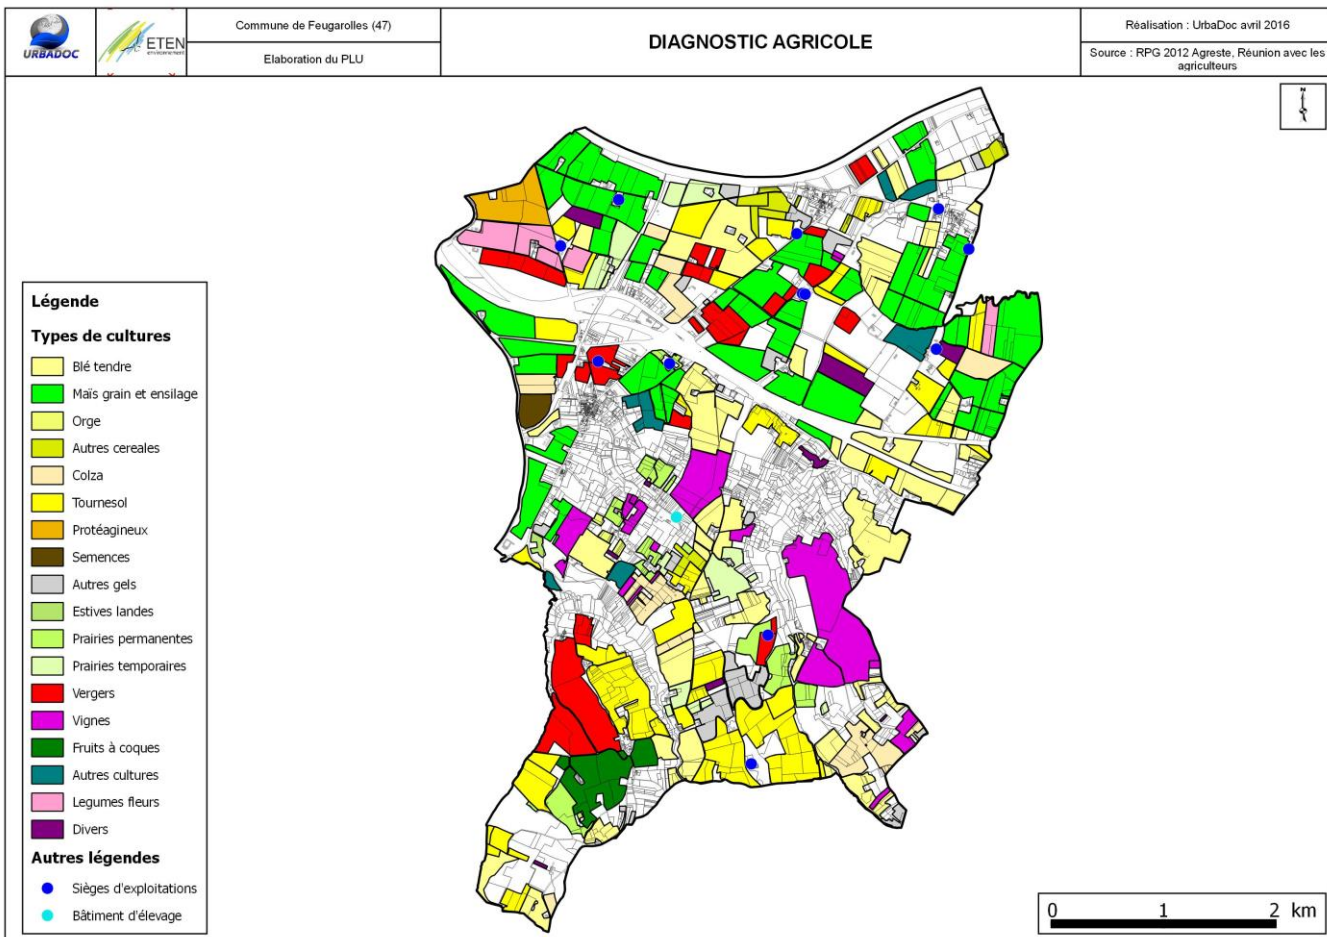 URBADOC
ETEN
environnement
Commune de Feugarolles (47)
Elaboration du PLU
DIAGNOSTIC AGRICOLE
Réalisation : UrbaDoc avril 2016
Source : RPG 2012 Agreste, Réunion avec les
agriculteurs
N
Légende
Types de cultures
Blé tendre
Maïs grain et ensilage
Orge
Autres cereales
Colza
Tournesol
Protéagineux
Semences
Autres gels
Estives landes
Prairies permanentes
Prairies temporaires
Vergers
Vignes
Fruits à coques
Autres cultures
Legumes fleurs
Divers
Autres légendes
Sièges d'exploitations
Bâtiment d'élevage
0 1 2 km